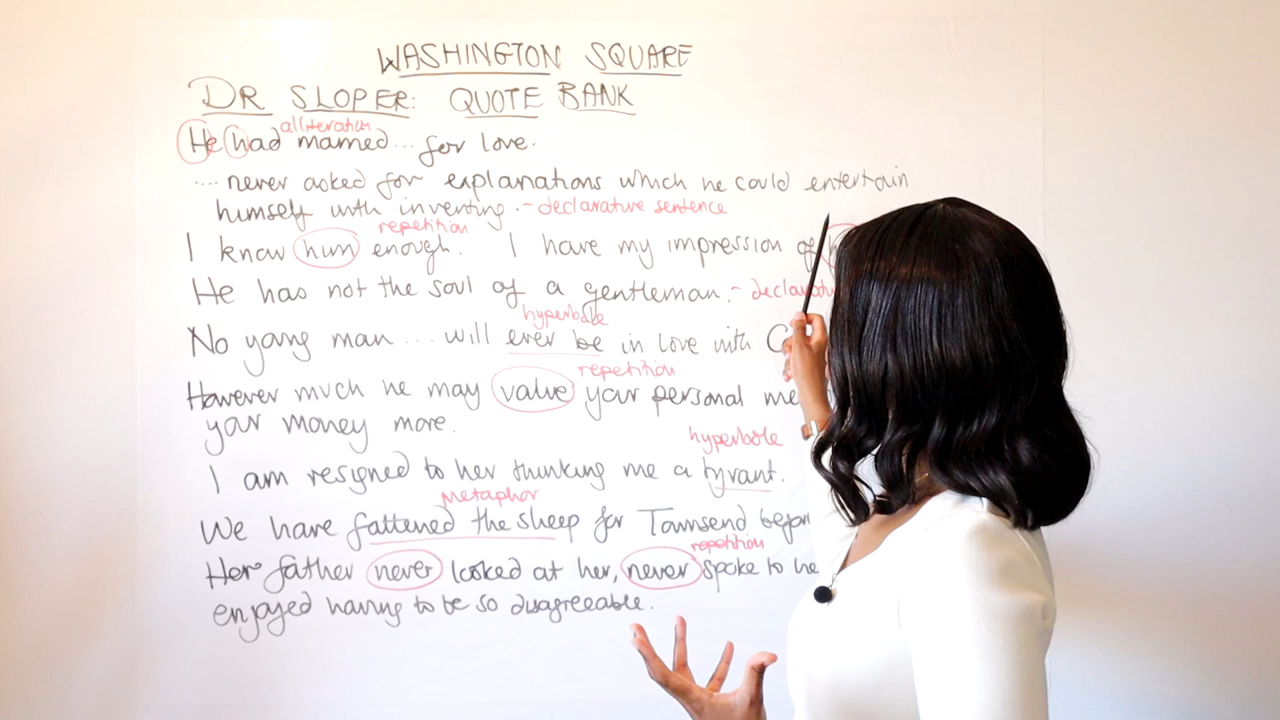 WASHINGTON SQUARE
DR SLOPER: QUOTE BANK
alliteration
He had married... for love.
.... never asked for explanations which he could entertain
himself with inventing. - declarative sentence
repetition
I know him enough. I have my impression of
He has not the soul of a gentleman. -
hyperbole
No young man ... will ever be in love with
repetition
However much he may value your personal
your money more.
hyperbole
I am resigned to her thinking me a tyrant.
metaphor
We have fattened the sheep for Townsend
repetition
Her father never looked at her, never spoke to
enjoyed having to be so disagreeable.